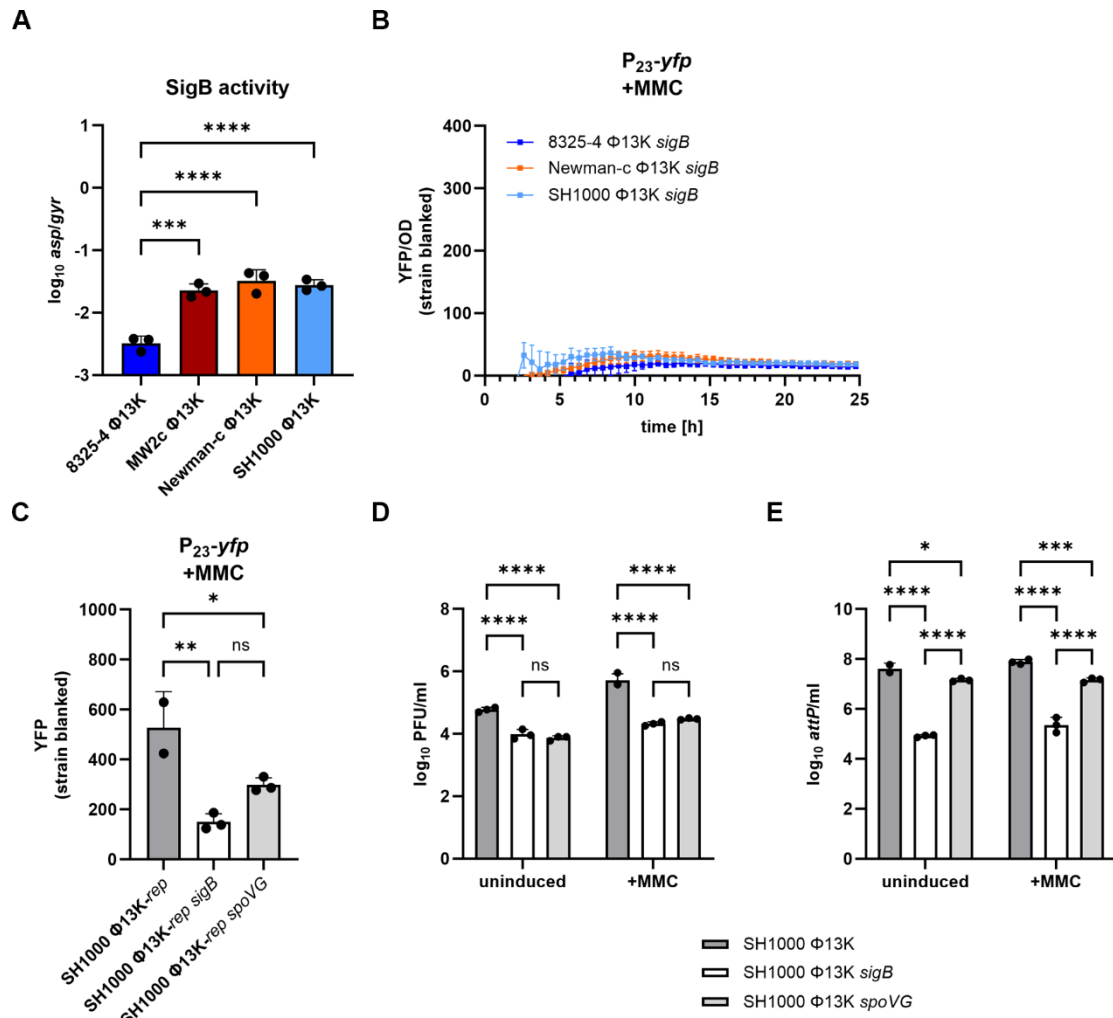 A
SigB activity
log₁₀ asp/gyr
1
0
-1
-2
-3
****
****
***
8325-4 Φ13K
MW2c Φ13K
Newman-c Φ13K
SH1000 Φ13K
B
P₂₃-yfp
+MMC
YFP/OD
(strain blanked)
400
300
200
100
0
8325-4 Φ13K sigB
Newman-c Φ13K sigB
SH1000 Φ13K sigB
0 5 10 15 20 25
time [h]
C
P₂₃-yfp
+MMC
YFP
(strain blanked)
1000
800
600
400
200
0
*
** ns
SH1000 Φ13K-rep
SH1000 Φ13K-rep sigB
SH1000 Φ13K-rep spoVG
D
log₁₀ PFU/ml
8
6
4
2
0
**** ****
**** ****
ns ns
uninduced +MMC
E
log₁₀ attP/ml
10
8
6
4
2
0
* ***
**** ****
**** ****
uninduced +MMC
SH1000 Φ13K
SH1000 Φ13K sigB
SH1000 Φ13K spoVG